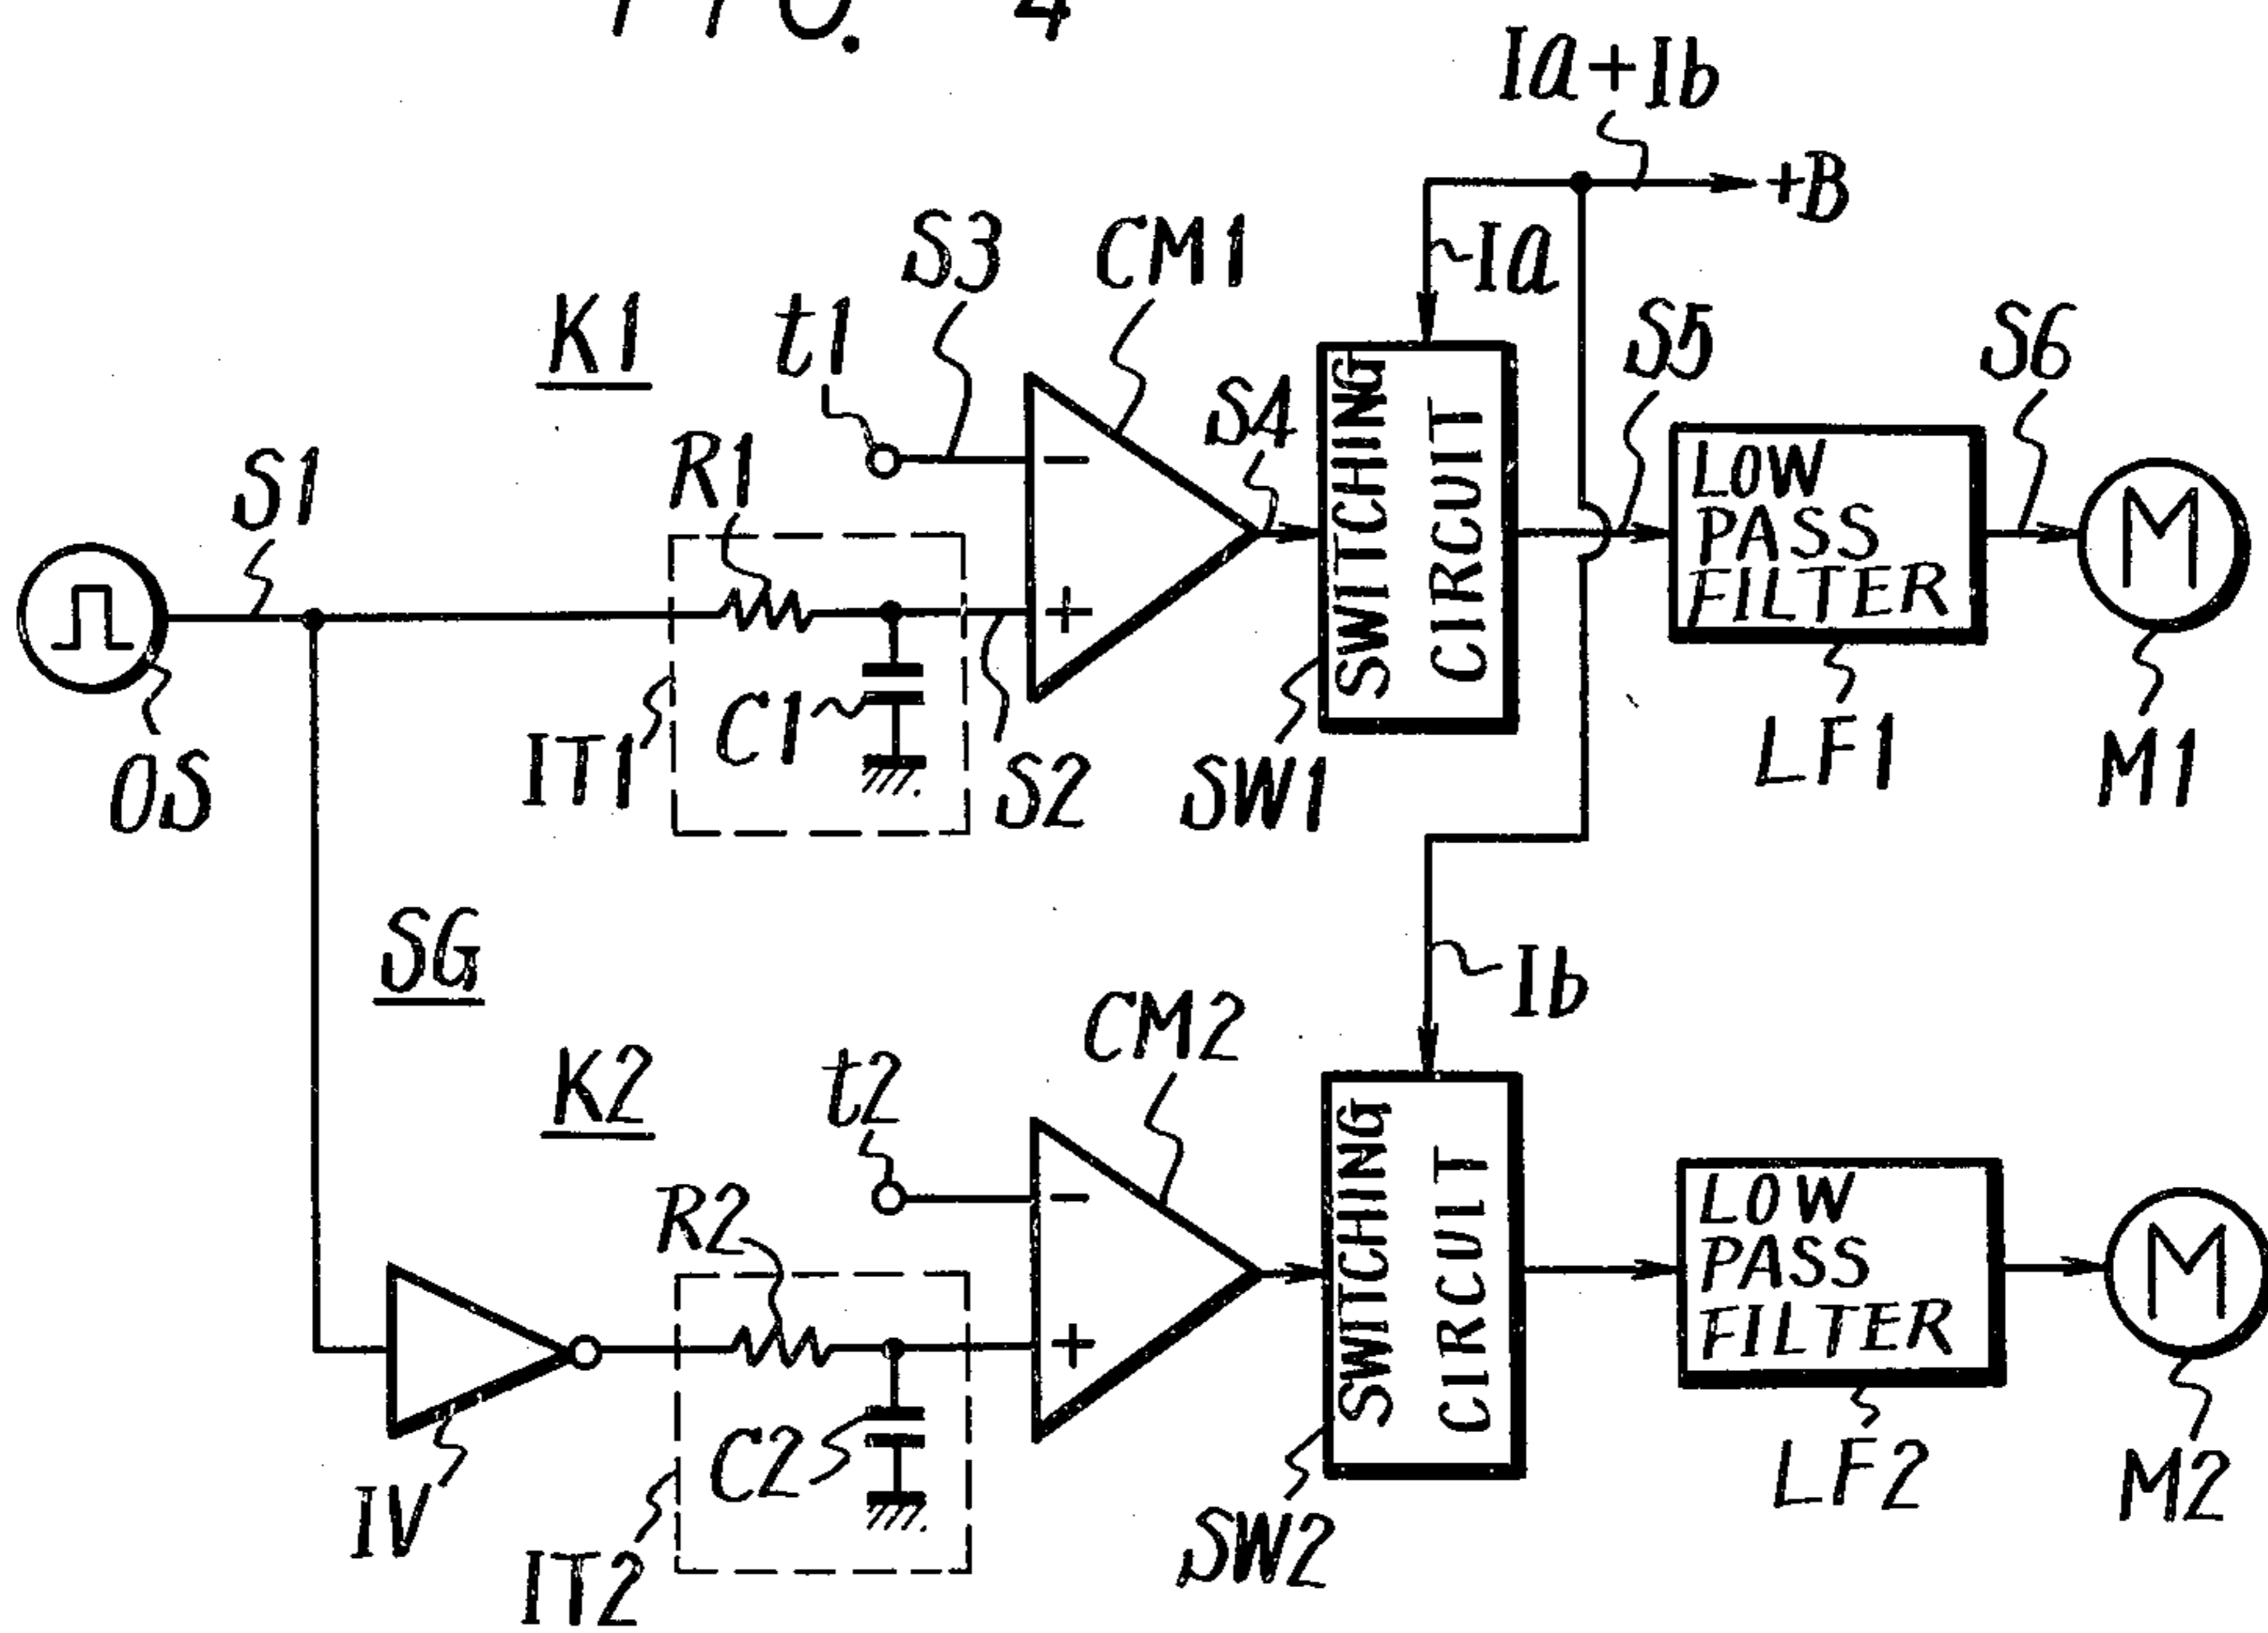 FIG. 4
Ia+Ib
+B
S3
CM1
Ia
K1
t1
S5
S6
S4
R1
S1
SWITCHING
CIRCUIT
LOW
PASS
FILTER
M
+
−
C1
IT1
S2
SW1
LF1
M1
OS
SG
Ib
CM2
K2
t2
R2
SWITCHING
CIRCUIT
LOW
PASS
FILTER
M
−
+
C2
IV
IT2
SW2
LF2
M2